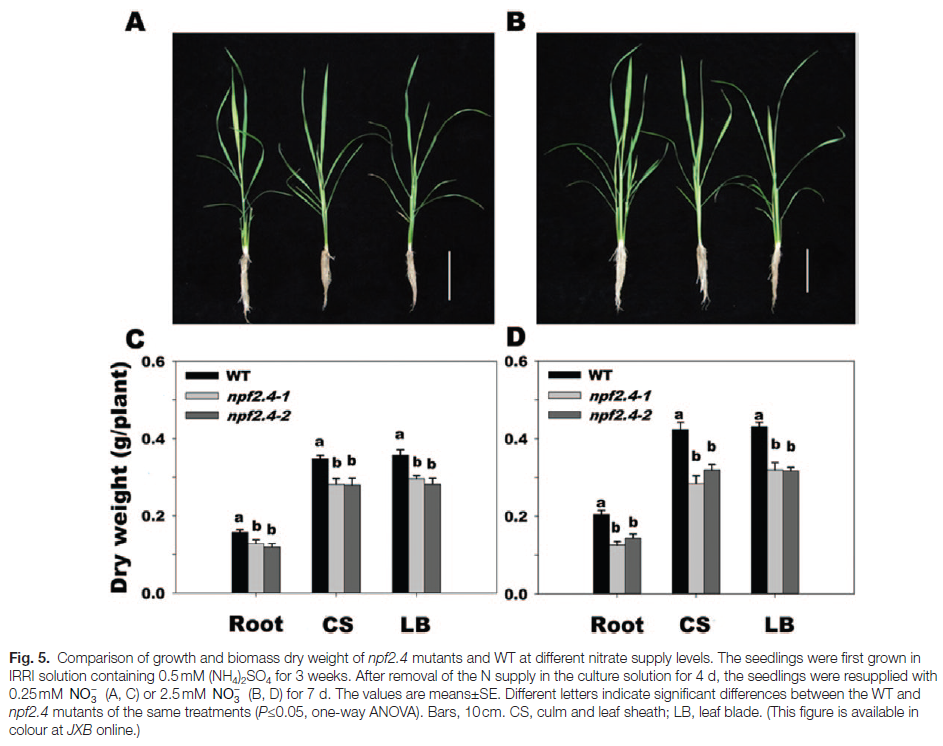 A
B
C
D
Dry weight (g/plant)
0.6
0.4
0.2
0.0
WT
npf2.4-1
npf2.4-2
a
b b
a
b b
a
b b
Root CS LB
0.6
0.4
0.2
0.0
WT
npf2.4-1
npf2.4-2
a
b
b
a
b
b
a
b b
Root CS LB
Fig. 5. Comparison of growth and biomass dry weight of npf2.4 mutants and WT at different nitrate supply levels. The seedlings were first grown in
IRRI solution containing 0.5 mM (NH₄)₂SO₄ for 3 weeks. After removal of the N supply in the culture solution for 4 d, the seedlings were resupplied with
0.25 mM NO₃⁻ (A, C) or 2.5 mM NO₃⁻ (B, D) for 7 d. The values are means±SE. Different letters indicate significant differences between the WT and
npf2.4 mutants of the same treatments (P≤0.05, one-way ANOVA). Bars, 10 cm. CS, culm and leaf sheath; LB, leaf blade. (This figure is available in
colour at JXB online.)